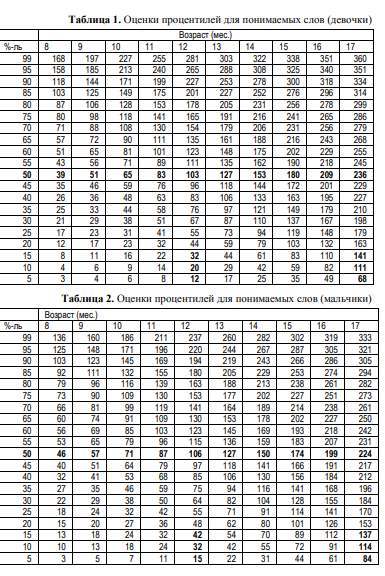 Таблица 1. Оценки процентилей для понимаемых слов (девочки)
Возраст (мес.)
%-ль 8 9 10 11 12 13 14 15 16 17
99 168 197 227 255 281 303 322 338 351 360
95 158 185 213 240 265 288 308 325 340 351
90 118 144 171 199 227 253 278 300 318 334
85 103 125 149 175 201 227 252 276 296 314
80 87 106 128 153 178 205 231 256 278 299
75 80 98 118 141 165 191 216 241 265 286
70 71 88 108 130 154 179 206 231 256 279
65 57 72 90 111 135 161 188 216 243 268
60 51 65 81 101 123 148 175 202 229 255
55 43 56 71 89 111 135 162 190 218 245
50 39 51 65 83 103 127 153 180 209 236
45 35 46 59 76 96 118 144 172 201 229
40 26 36 48 63 83 106 133 163 195 227
35 25 33 44 58 76 97 121 149 179 210
30 21 29 38 51 67 87 110 137 167 198
25 17 23 31 41 55 73 94 119 148 179
20 12 17 23 32 44 59 79 103 132 163
15 8 11 16 22 32 44 61 83 110 141
10 4 6 9 14 20 29 42 59 82 111
5 3 4 6 8 12 17 25 35 49 68
Таблица 2. Оценки процентилей для понимаемых слов (мальчики)
Возраст (мес.)
%-ль 8 9 10 11 12 13 14 15 16 17
99 136 160 186 211 237 260 282 302 319 333
95 125 148 171 196 220 244 267 287 305 321
90 103 123 145 169 194 219 243 266 286 305
85 92 111 132 155 180 205 229 253 274 294
80 79 96 116 139 163 188 213 238 261 282
75 73 90 109 130 153 177 202 227 251 273
70 66 81 99 119 141 164 189 214 238 261
65 60 74 91 109 130 153 178 202 227 250
60 56 69 85 103 123 145 169 193 218 242
55 53 65 79 96 115 136 159 183 207 231
50 46 57 71 87 106 127 150 174 199 224
45 40 51 64 79 97 118 141 166 191 217
40 32 41 53 68 85 106 130 156 184 212
35 27 35 46 59 75 94 116 141 168 196
30 22 29 38 50 64 82 104 128 155 184
25 18 24 32 42 55 71 91 114 141 170
20 15 20 27 36 48 62 80 101 126 153
15 13 18 24 32 42 54 70 89 112 137
10 10 13 18 24 32 42 55 72 91 114
5 3 5 7 11 15 22 31 44 61 84